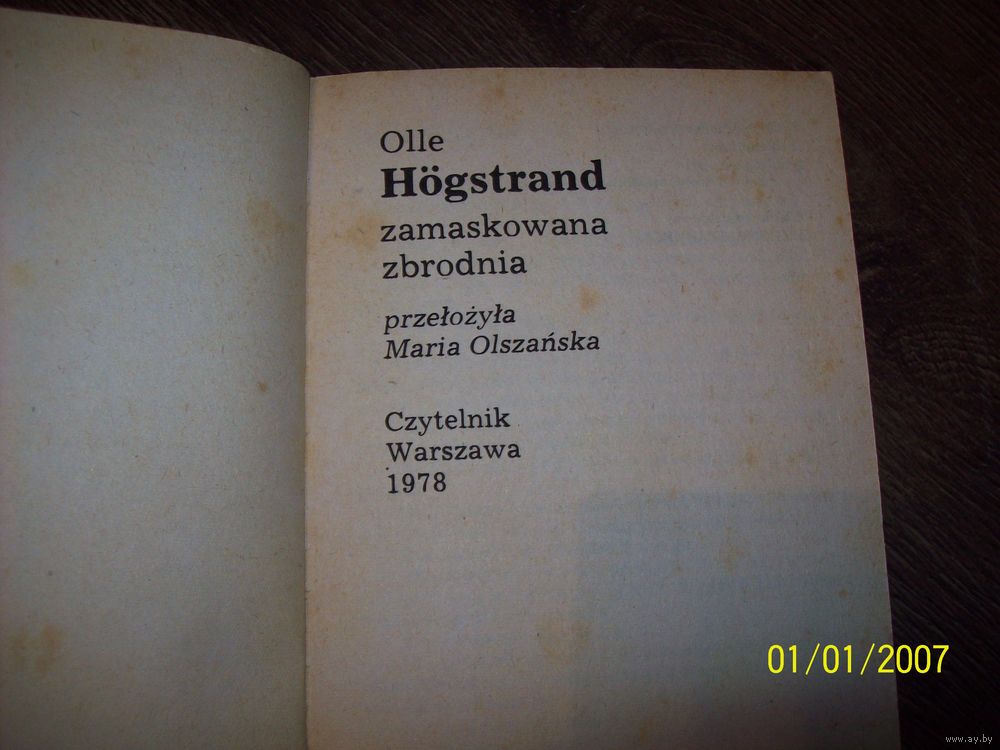 Olle
Högstrand
zamaskowana
zbrodnia
przełożyła
Maria Olszańska
Czytelnik
Warszawa
1978
01/01/2007
www.ay.by